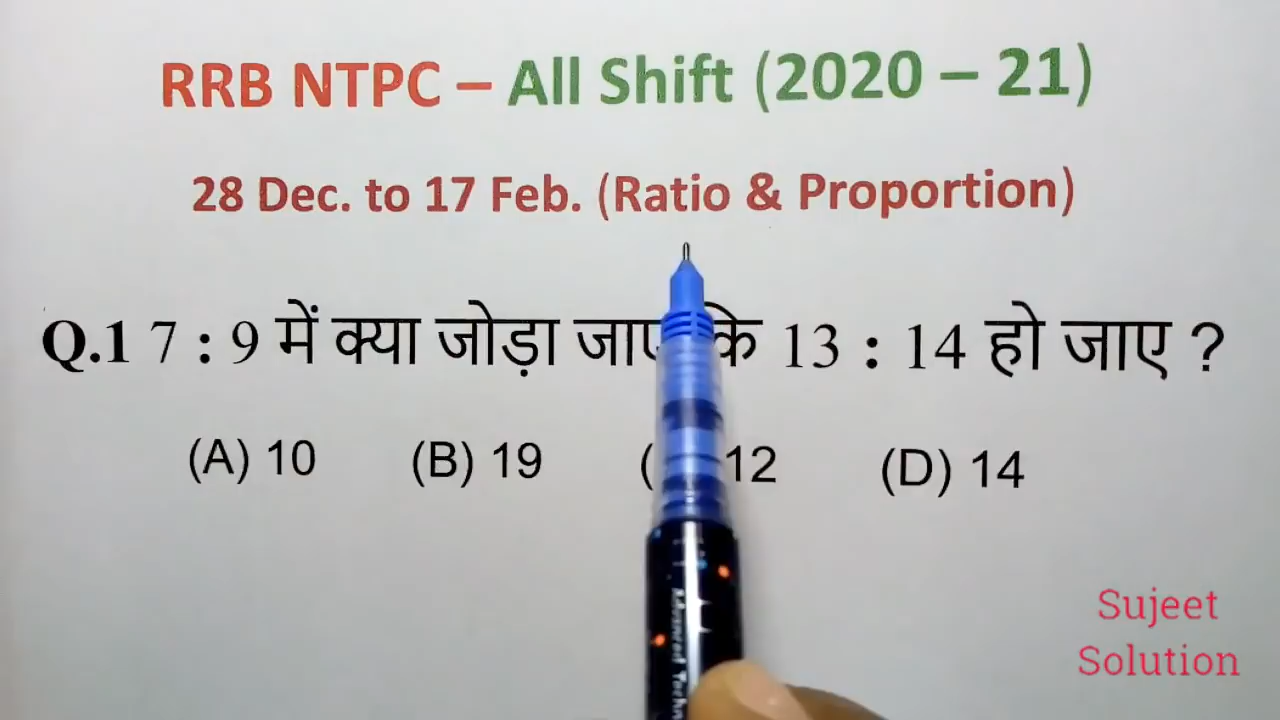 RRB NTPC – All Shift (2020 – 21)
28 Dec. to 17 Feb. (Ratio & Proportion)
Q.1 7 : 9 में क्या जोड़ा जाए कि 13 : 14 हो जाए ?
(A) 10 (B) 19 ( 12 (D) 14
Advanced
Sujeet
Solution